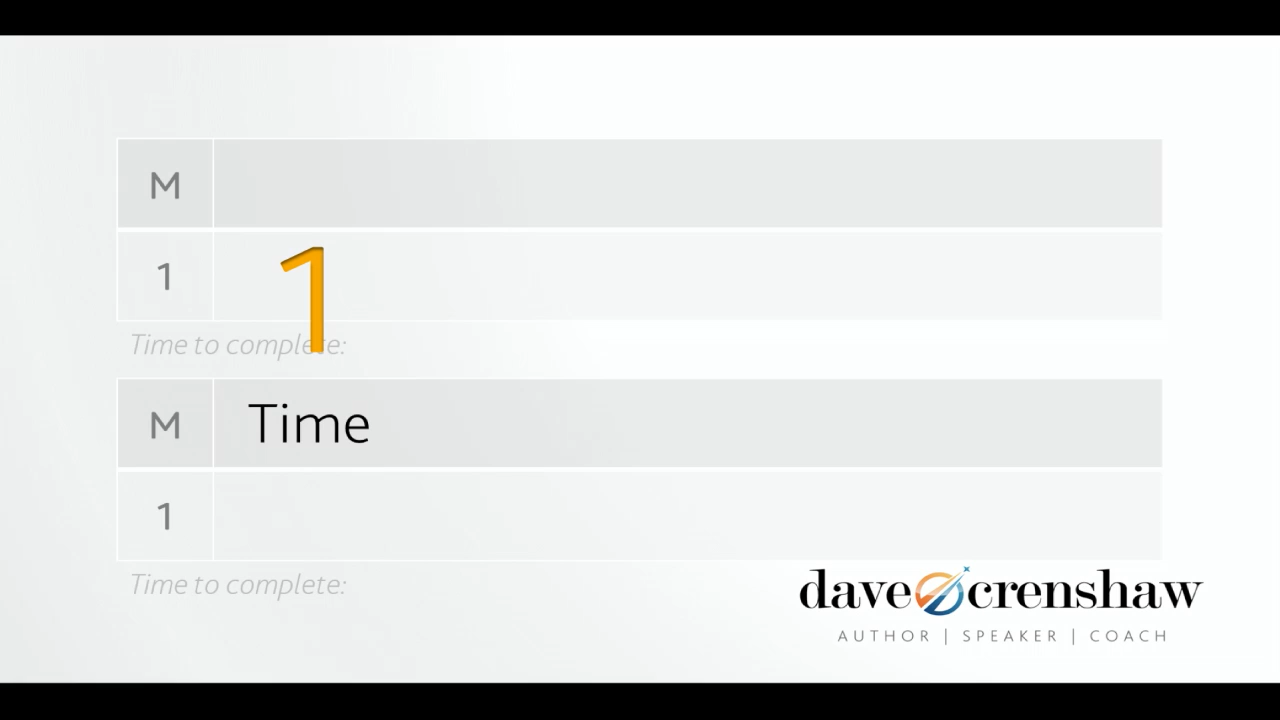 M
1
1
Time to complete:
M Time
1
Time to complete:
dave crenshaw
AUTHOR | SPEAKER | COACH